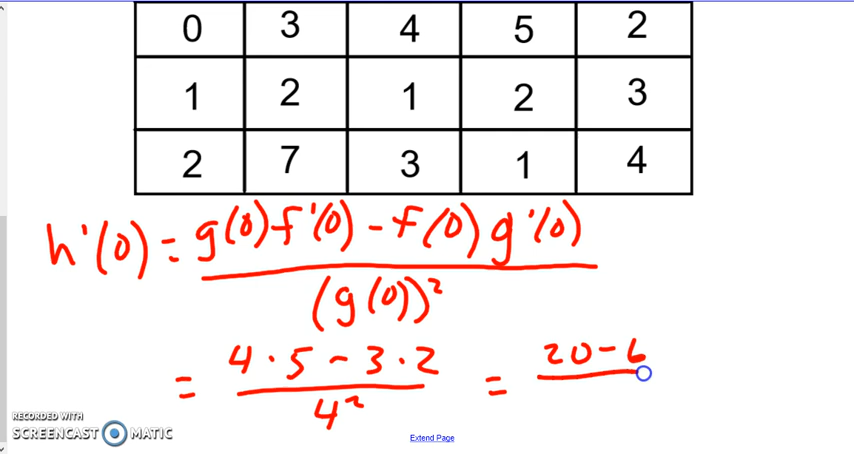 0 3 4 5 2
1 2 1 2 3
2 7 3 1 4
h'(0) = g(0)f'(0) - f(0)g'(0)
(g(0))²
= 4·5 - 3·2 = 20-6
4²
RECORDED WITH
SCREENCAST MATIC
Extend Page